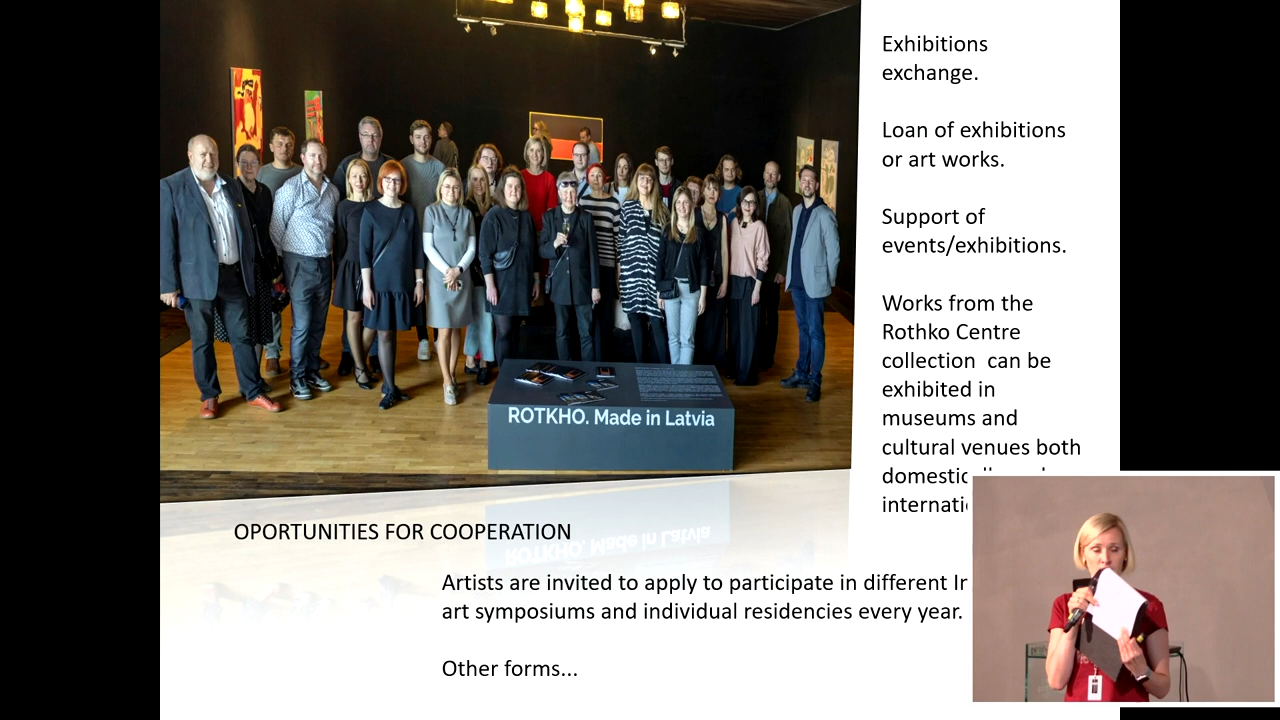 Exhibitions
exchange.
Loan of exhibitions
or art works.
Support of
events/exhibitions.
Works from the
Rothko Centre
collection can be
exhibited in
museums and
cultural venues both
ROTKHO. Made in Latvia
OPORTUNITIES FOR COOPERATION
Artists are invited to apply to participate in different
art symposiums and individual residencies every year.
Other forms...